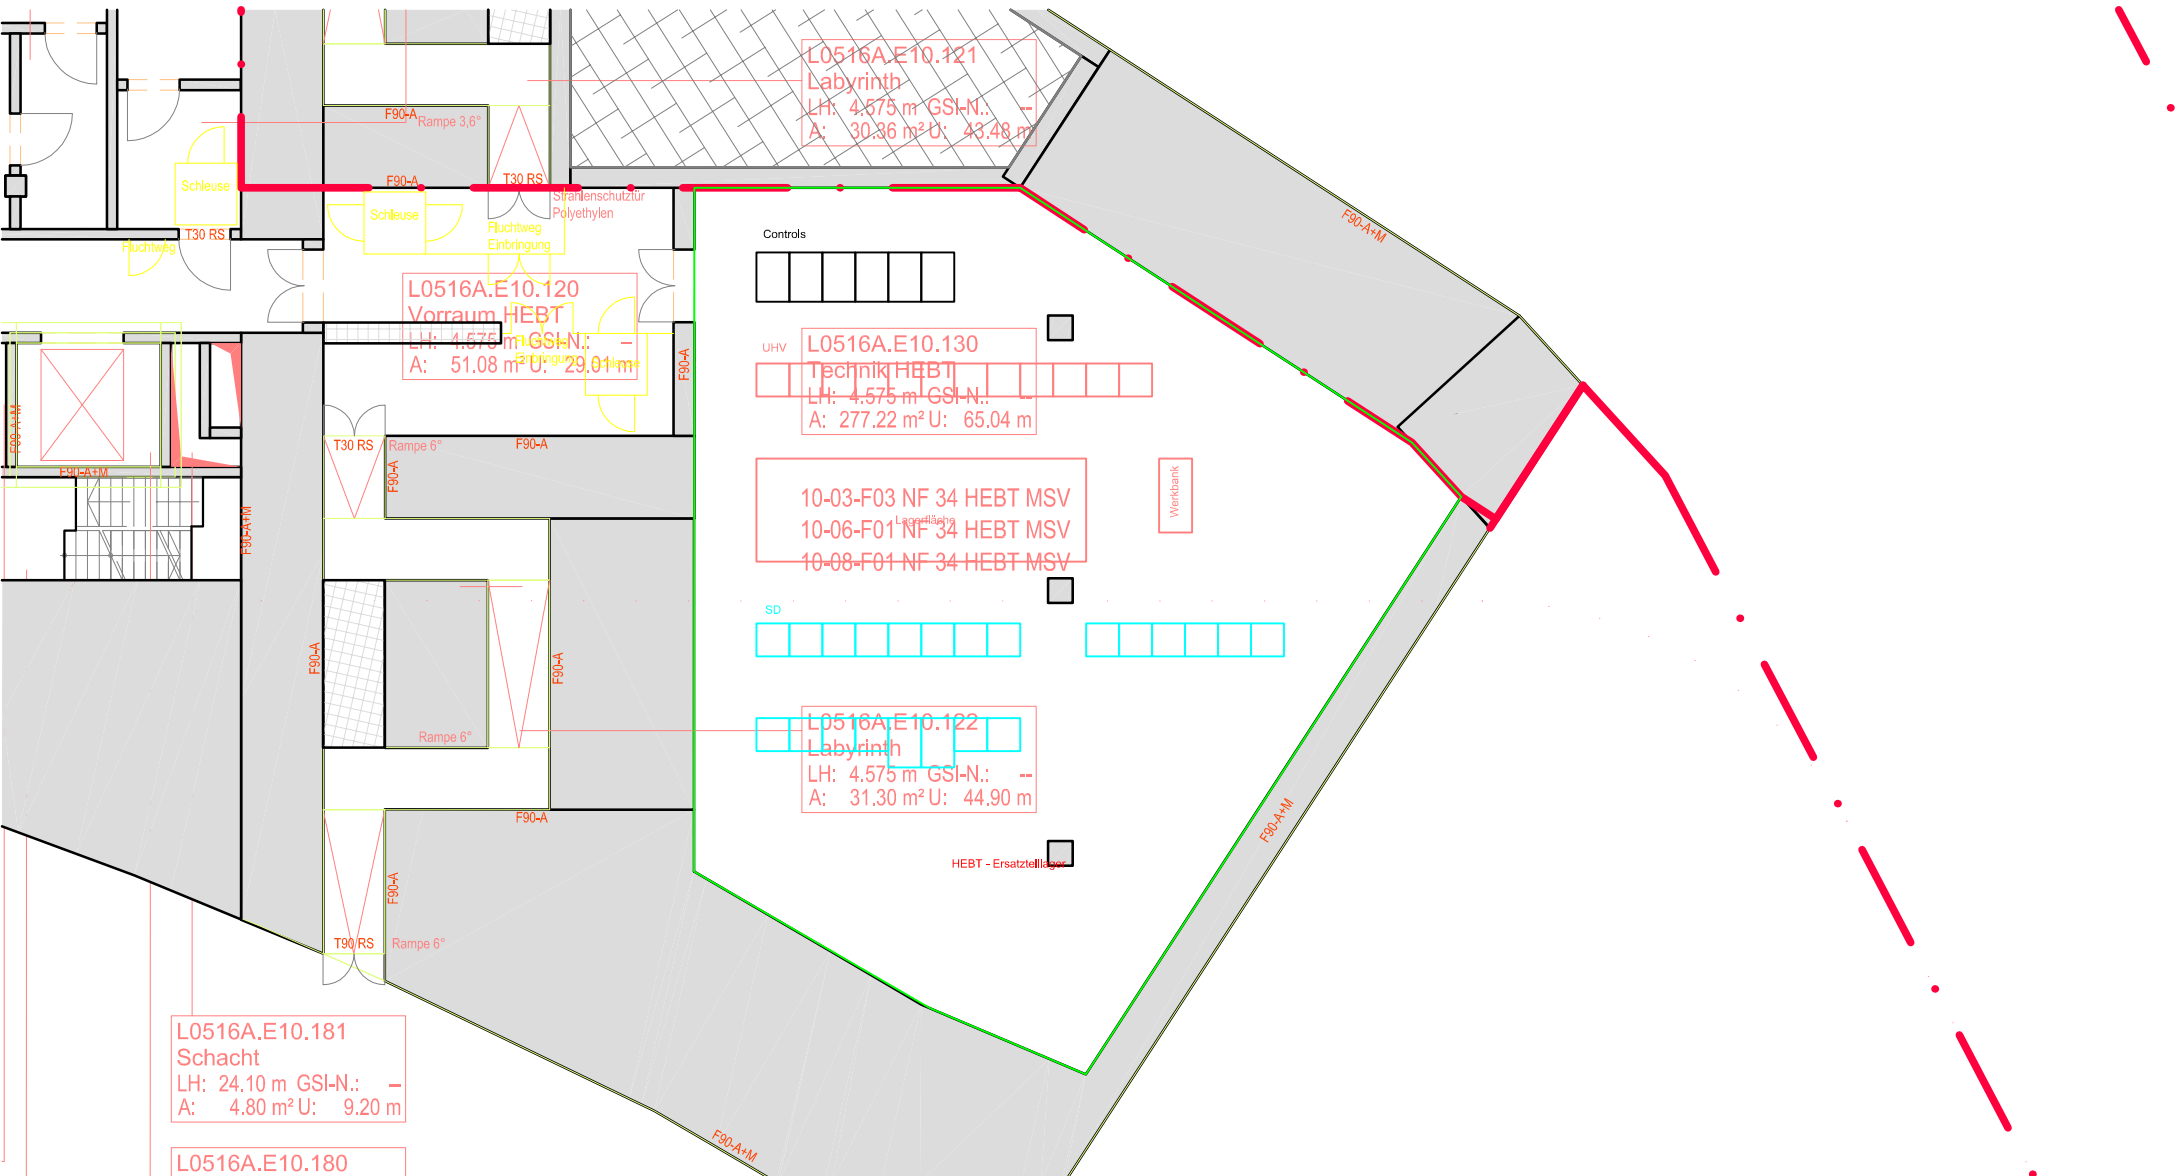 L0516A.E10.121
Labyrinth
LH: 4.575 m GSI-N.: --
A: 30.36 m² U: 43.48 m
F90-A
Rampe 3,6°
F90-A
T30 RS
Strahlenschutztür
Polyethylen
Schleuse
Schleuse
Fluchtweg
Einbringung
T30 RS
Fluchtweg
F90-A+M
Controls
L0516A.E10.120
Vorraum HEBT
LH: 4.575 m GSI-N.: --
A: 51.08 m² U: 29.01 m
Fluchtweg
Einbringung
Schleuse
F90-A
UHV
L0516A.E10.130
Technik HEBT
LH: 4.575 m GSI-N.: --
A: 277.22 m² U: 65.04 m
T30 RS
Rampe 6°
F90-A
F90-A
F90-A+M
F90-A+M
F90-A+M
10-03-F03 NF 34 HEBT MSV
Lagerfläche
10-06-F01 NF 34 HEBT MSV
10-08-F01 NF 34 HEBT MSV
Werkbank
SD
F90-A
F90-A
Rampe 6°
L0516A.E10.122
Labyrinth
LH: 4.575 m GSI-N.: --
A: 31.30 m² U: 44.90 m
F90-A
F90-A+M
HEBT - Ersatzteillager
F90-A
T90/RS
Rampe 6°
L0516A.E10.181
Schacht
LH: 24.10 m GSI-N.: --
A: 4.80 m² U: 9.20 m
F90-A+M
L0516A.E10.180